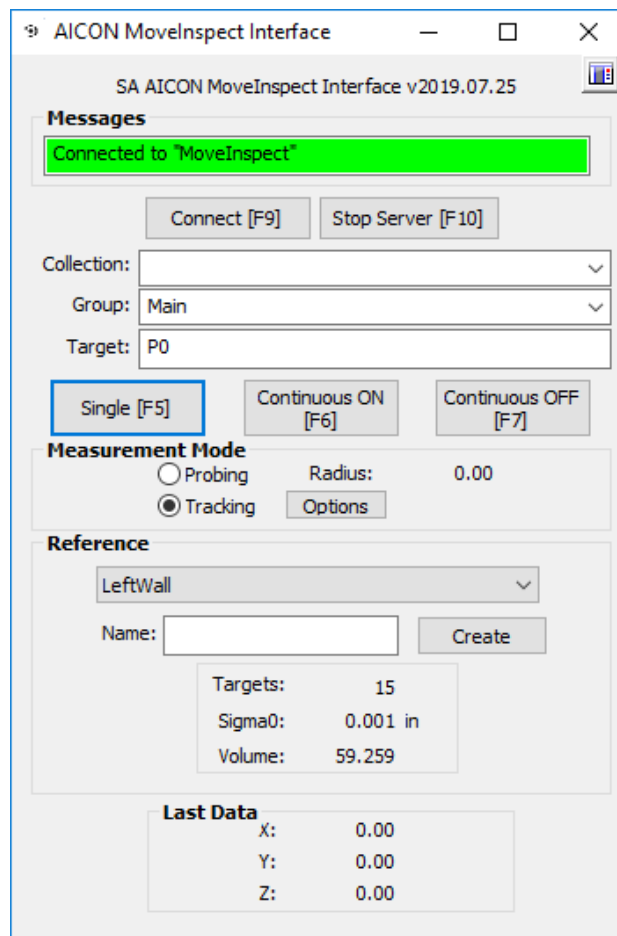 AICON MoveInspect Interface
SA AICON MoveInspect Interface v2019.07.25
Messages
Connected to "MoveInspect"
Connect [F9] Stop Server [F10]
Collection:
Group: Main
Target: P0
Single [F5] Continuous ON [F6] Continuous OFF [F7]
Measurement Mode
Probing Radius: 0.00
Tracking Options
Reference
LeftWall
Name: Create
Targets: 15
Sigma0: 0.001 in
Volume: 59.259
Last Data
X: 0.00
Y: 0.00
Z: 0.00